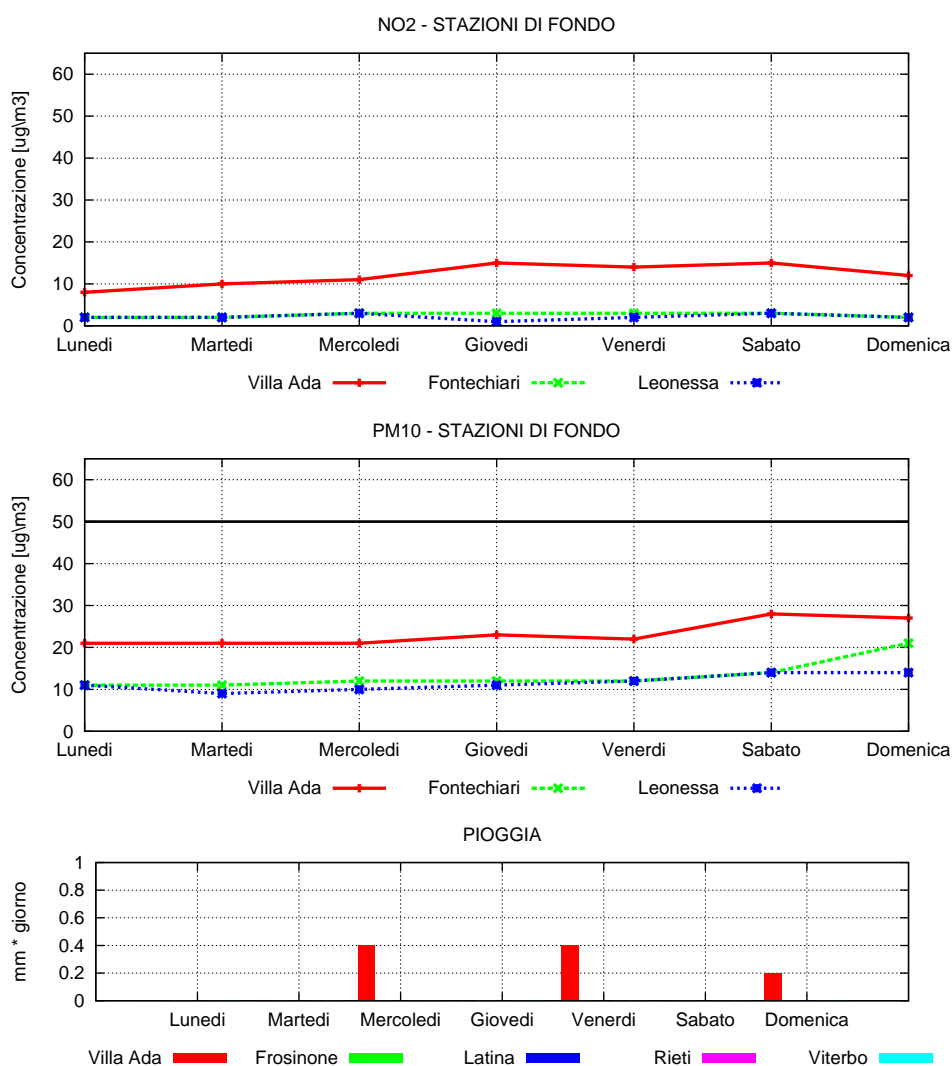 NO2 - STAZIONI DI FONDO
Concentrazione [ug\m3]
60
50
40
30
20
10
0
Lunedi Martedi Mercoledi Giovedi Venerdi Sabato Domenica
Villa Ada Fontechiari Leonessa
PM10 - STAZIONI DI FONDO
Concentrazione [ug\m3]
60
50
40
30
20
10
0
Lunedi Martedi Mercoledi Giovedi Venerdi Sabato Domenica
Villa Ada Fontechiari Leonessa
PIOGGIA
mm * giorno
1
0.8
0.6
0.4
0.2
0
Lunedi Martedi Mercoledi Giovedi Venerdi Sabato Domenica
Villa Ada Frosinone Latina Rieti Viterbo